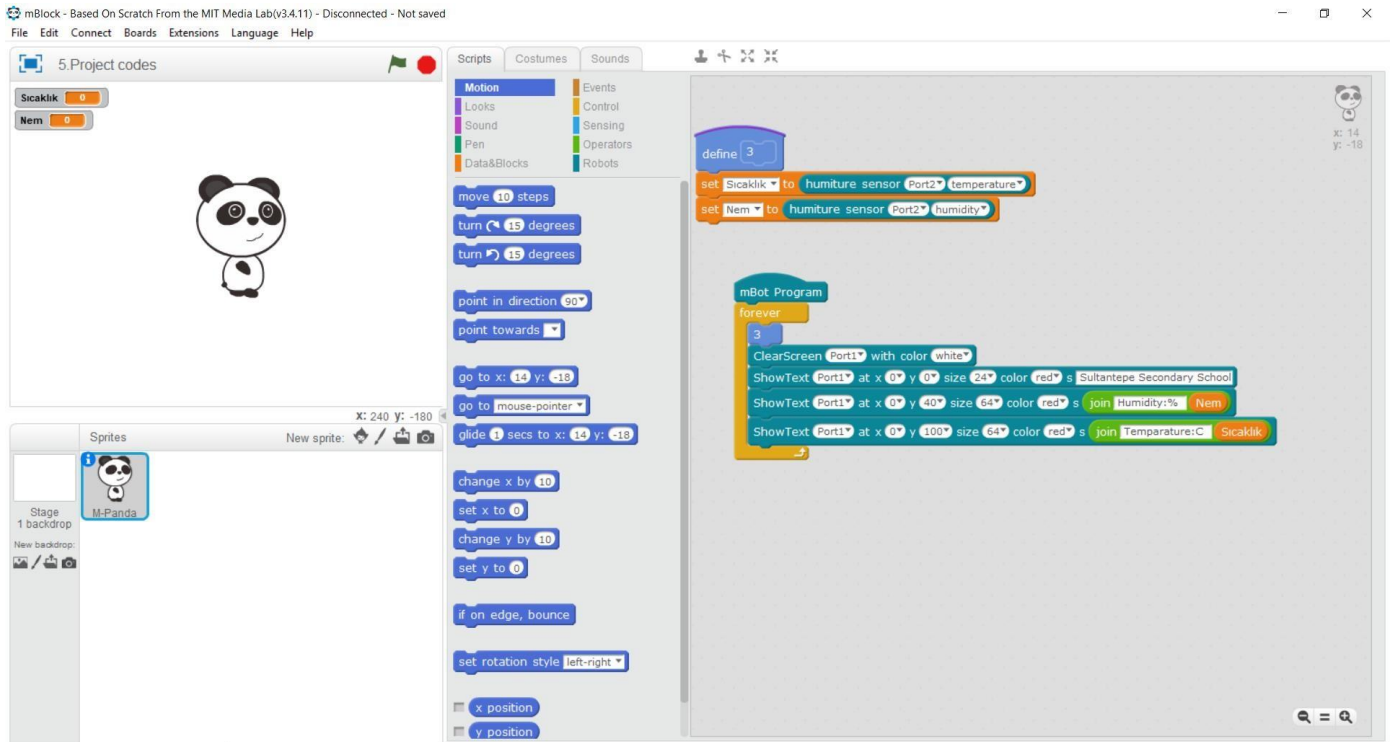 mBlock - Based On Scratch From the MIT Media Lab(v3.4.11) - Disconnected - Not saved
File Edit Connect Boards Extensions Language Help
5.Project codes
Sıcaklık 0
Nem 0
X: 240 Y: -180
Sprites New sprite:
Stage
1 backdrop
New backdrop:
M-Panda
Scripts Costumes Sounds
Motion Events
Looks Control
Sound Sensing
Pen Operators
Data&Blocks Robots
move 10 steps
turn 15 degrees
turn 15 degrees
point in direction 90
point towards
go to x: 14 y: -18
go to mouse-pointer
glide 1 secs to x: 14 y: -18
change x by 10
set x to 0
change y by 10
set y to 0
if on edge, bounce
set rotation style left-right
x position
y position
x: 14
y: -18
define 3
set Sıcaklık to humiture sensor Port2 temperature
set Nem to humiture sensor Port2 humidity
mBot Program
forever
3
ClearScreen Port1 with color white
ShowText Port1 at x 0 y 0 size 24 color red s Sultantepe Secondary School
ShowText Port1 at x 0 y 40 size 64 color red s join Humidity:% Nem
ShowText Port1 at x 0 y 100 size 64 color red s join Temparature:C Sıcaklık